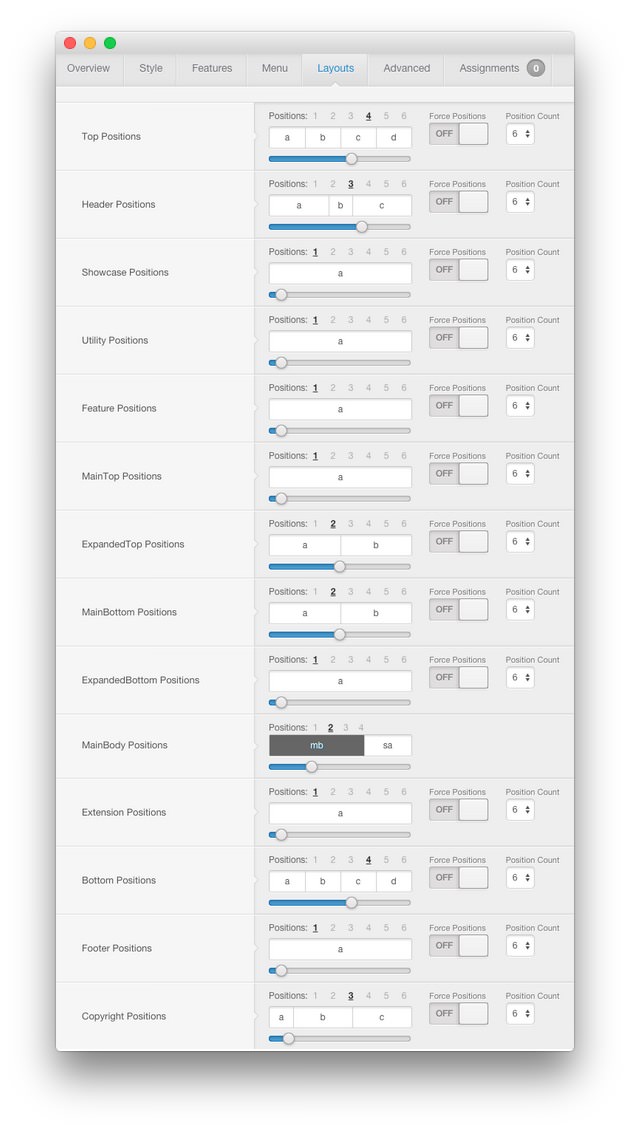 Overview Style Features Menu Layouts Advanced Assignments 0
Positions: 1 2 3 4 5 6 Force Positions Position Count
Top Positions a b c d OFF 6
Positions: 1 2 3 4 5 6 Force Positions Position Count
Header Positions a b c OFF 6
Positions: 1 2 3 4 5 6 Force Positions Position Count
Showcase Positions a OFF 6
Positions: 1 2 3 4 5 6 Force Positions Position Count
Utility Positions a OFF 6
Positions: 1 2 3 4 5 6 Force Positions Position Count
Feature Positions a OFF 6
Positions: 1 2 3 4 5 6 Force Positions Position Count
MainTop Positions a OFF 6
Positions: 1 2 3 4 5 6 Force Positions Position Count
ExpandedTop Positions a b OFF 6
Positions: 1 2 3 4 5 6 Force Positions Position Count
MainBottom Positions a b OFF 6
Positions: 1 2 3 4 5 6 Force Positions Position Count
ExpandedBottom Positions a OFF 6
Positions: 1 2 3 4
MainBody Positions mb sa
Positions: 1 2 3 4 5 6 Force Positions Position Count
Extension Positions a OFF 6
Positions: 1 2 3 4 5 6 Force Positions Position Count
Bottom Positions a b c d OFF 6
Positions: 1 2 3 4 5 6 Force Positions Position Count
Footer Positions a OFF 6
Positions: 1 2 3 4 5 6 Force Positions Position Count
Copyright Positions a b c OFF 6